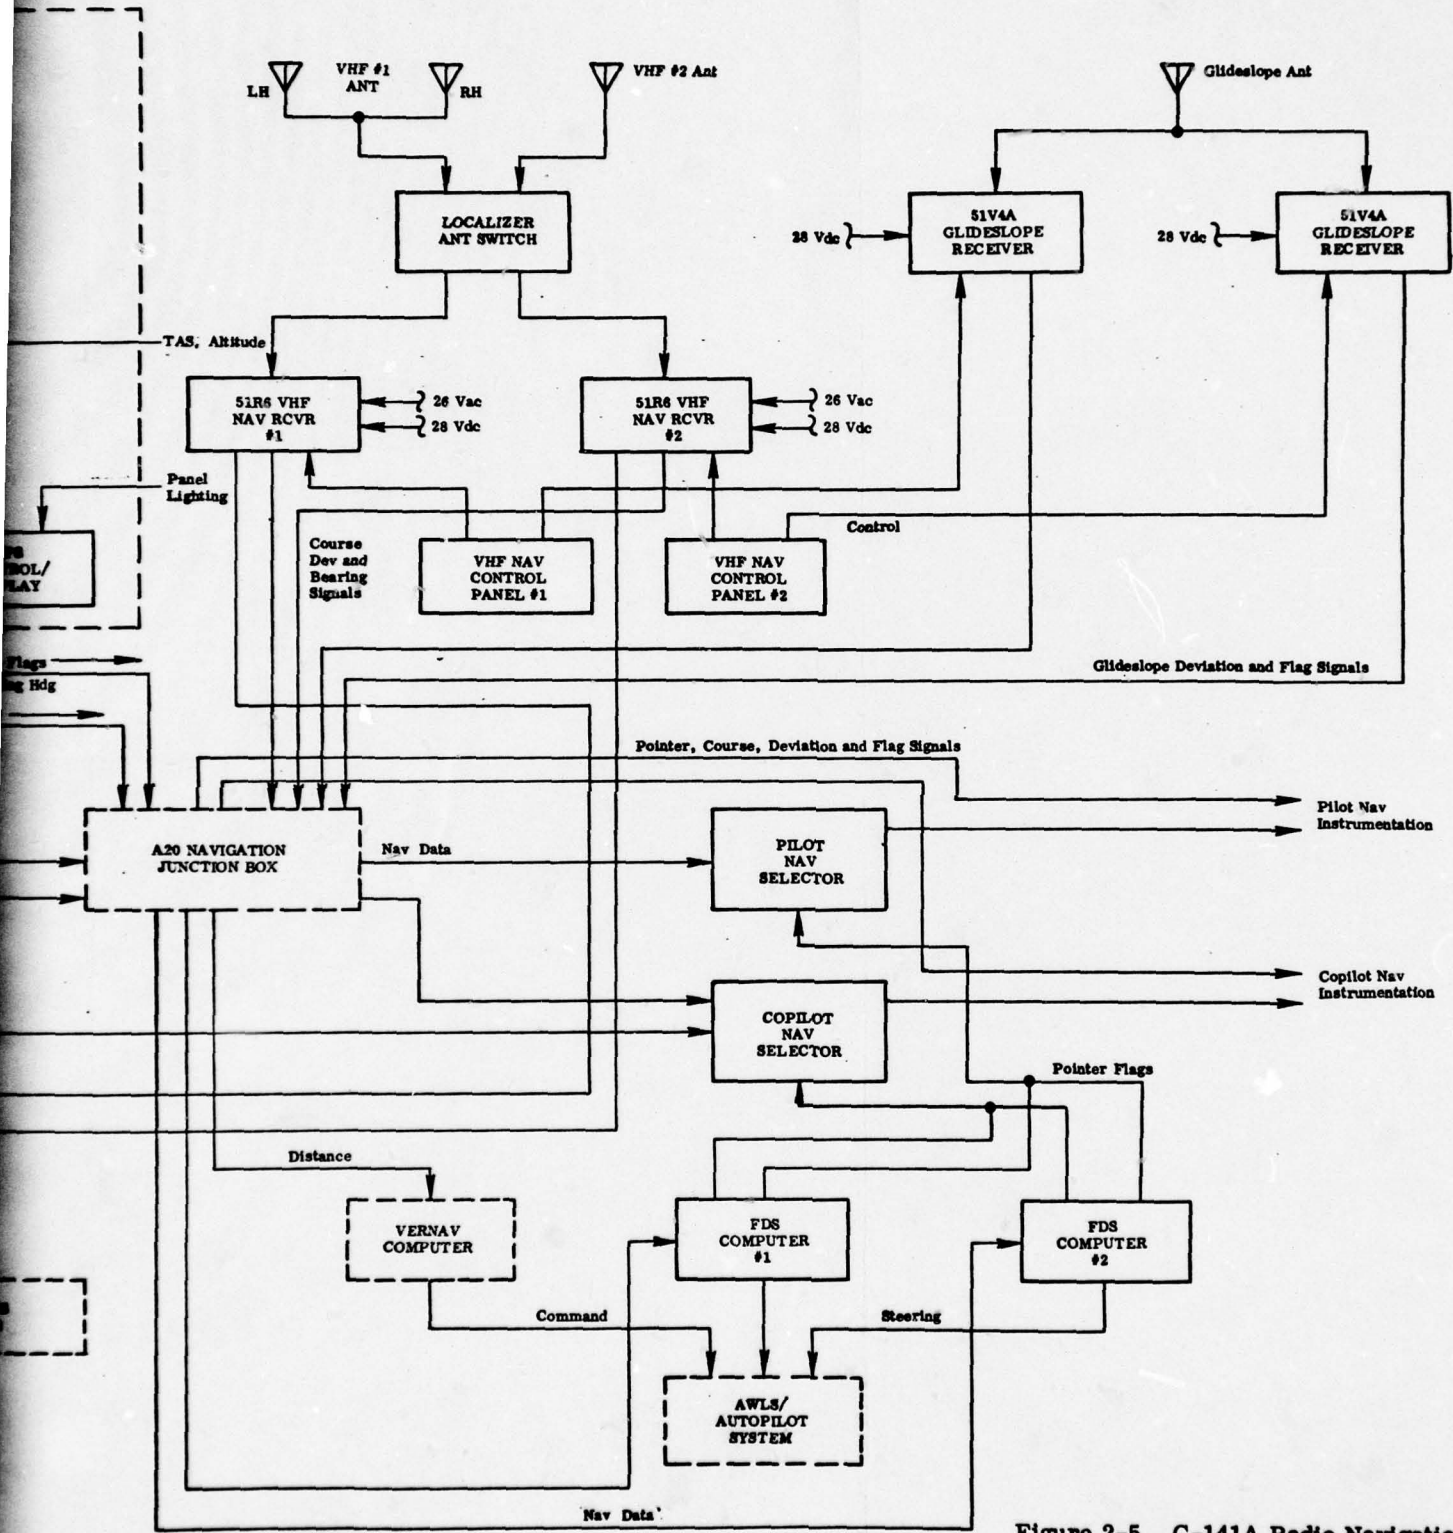 VHF #1
ANT
LH
RH
VHF #2 Ant
Glideslope Ant
LOCALIZER
ANT SWITCH
28 Vdc
51V4A
GLIDESLOPE
RECEIVER
28 Vdc
51V4A
GLIDESLOPE
RECEIVER
TAS, Altitude
51R6 VHF
NAV RCVR
#1
26 Vac
28 Vdc
51R6 VHF
NAV RCVR
#2
26 Vac
28 Vdc
Panel
Lighting
Control
Course
Dev and
Bearing
Signals
VHF NAV
CONTROL
PANEL #1
VHF NAV
CONTROL
PANEL #2
Flags
Hdg
Glideslope Deviation and Flag Signals
Pointer, Course, Deviation and Flag Signals
Pilot Nav
Instrumentation
A20 NAVIGATION
JUNCTION BOX
Nav Data
PILOT
NAV
SELECTOR
Copilot Nav
Instrumentation
COPILOT
NAV
SELECTOR
Pointer Flags
Distance
VERNAV
COMPUTER
FDS
COMPUTER
#1
FDS
COMPUTER
#2
Command
Steering
AWLS/
AUTOPILOT
SYSTEM
Nav Data
Figure 2-5. C-141A Radio Navigatio